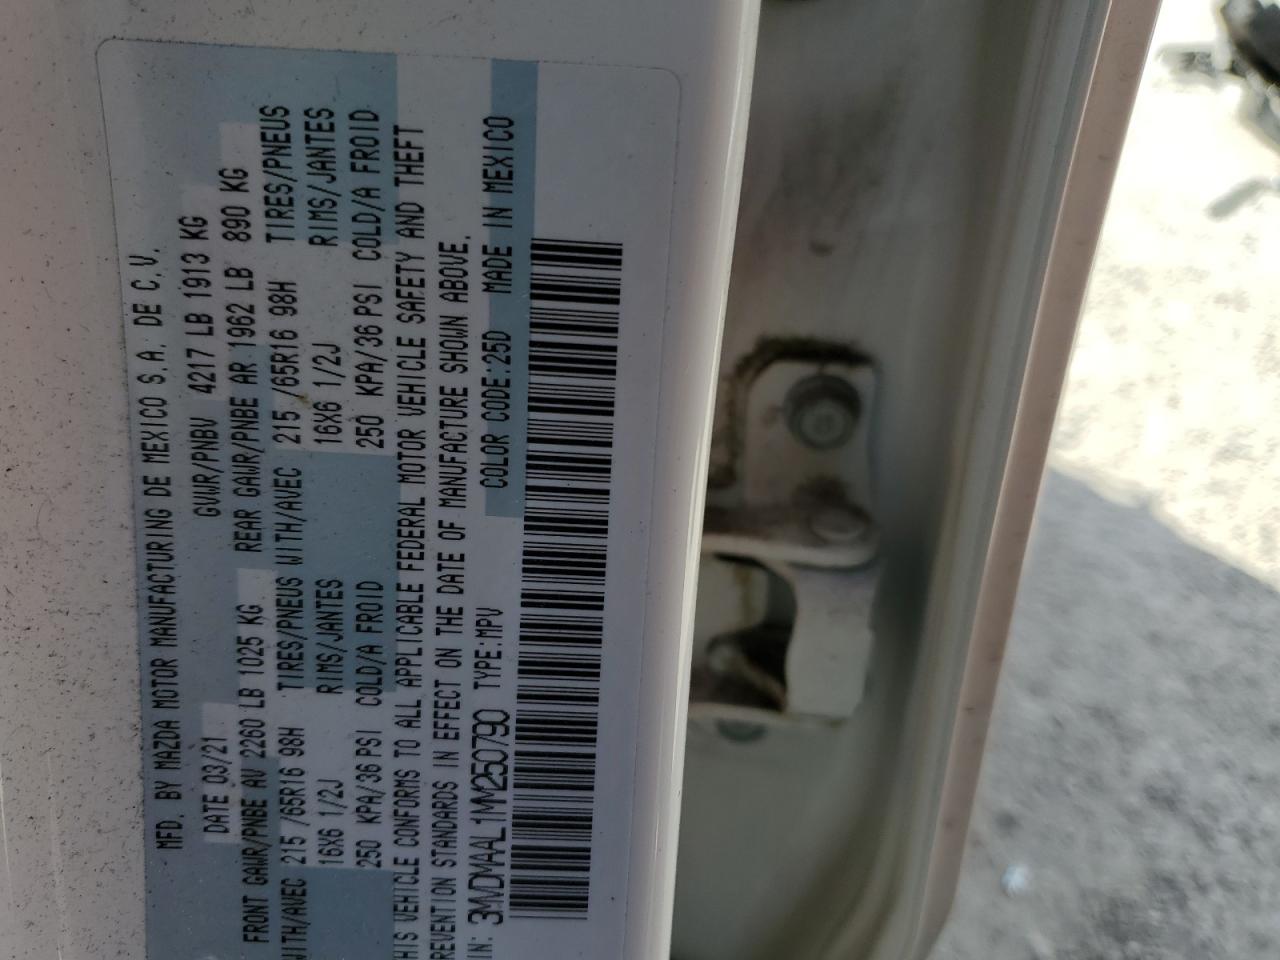 MFD. BY MAZDA MOTOR MANUFACTURING DE MEXICO S.A. DE C.V.
DATE 03/21 GVWR/PNBV 4217 LB 1913 KG
FRONT GAWR/PNBE AV 2260 LB 1025 KG REAR GAWR/PNBE AR 1962 LB 890 KG
WITH/AVEC 215 /65R16 98H TIRES/PNEUS WITH/AVEC 215 /65R16 98H TIRES/PNEUS
16X6 1/2J RIMS/JANTES 16X6 1/2J RIMS/JANTES
250 KPA/36 PSI COLD/A FROID 250 KPA/36 PSI COLD/A FROID
HIS VEHICLE CONFORMS TO ALL APPLICABLE FEDERAL MOTOR VEHICLE SAFETY AND THEFT
REVENTION STANDARDS IN EFFECT ON THE DATE OF MANUFACTURE SHOWN ABOVE.
IN: 3MVDMAAL1MM250790 TYPE:MPV COLOR CODE:25D MADE IN MEXICO